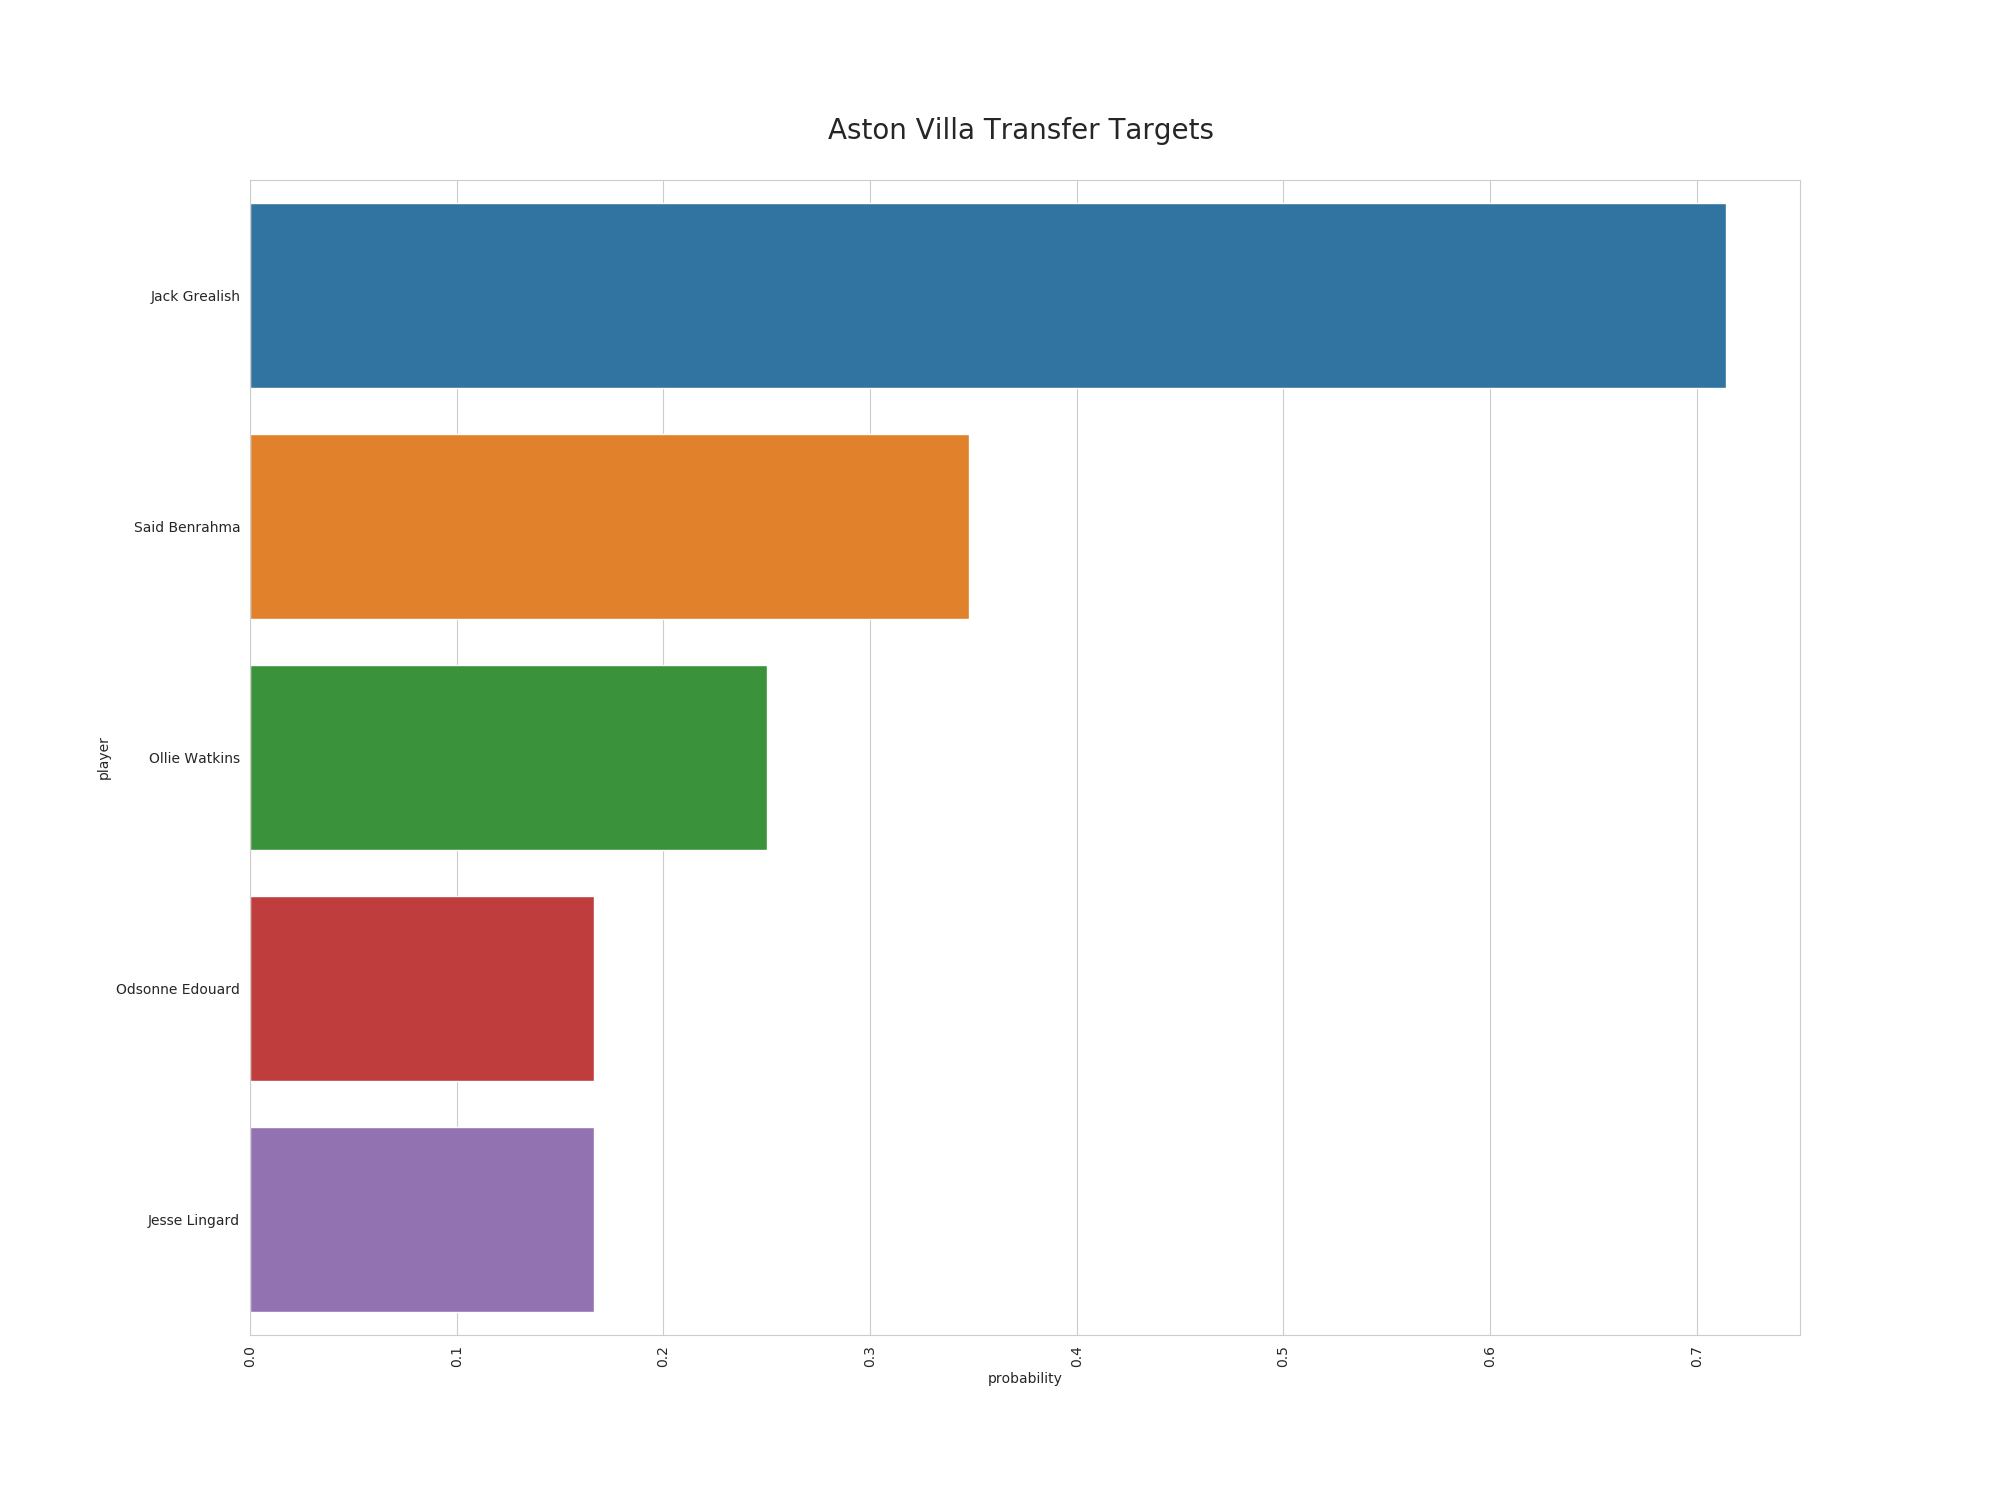 Aston Villa Transfer Targets
Jack Grealish
Said Benrahma
Ollie Watkins
Odsonne Edouard
Jesse Lingard
player
0.0
0.1
0.2
0.3
0.4
0.5
0.6
0.7
probability